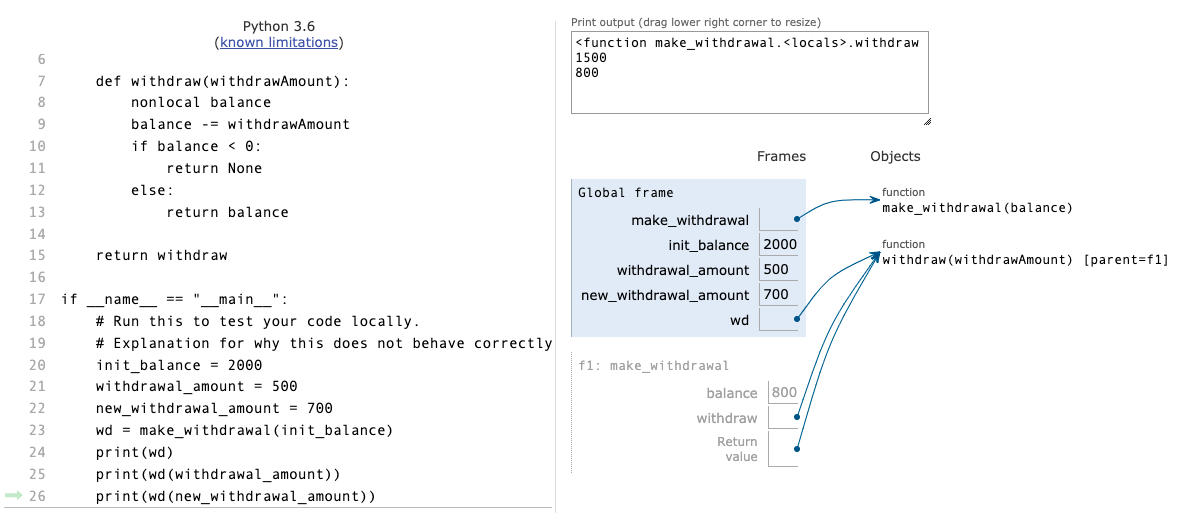 Python 3.6
(known limitations)
6
7     def withdraw(withdrawAmount):
8         nonlocal balance
9         balance -= withdrawAmount
10         if balance < 0:
11             return None
12         else:
13             return balance
14
15     return withdraw
16
17 if __name__ == "__main__":
18     # Run this to test your code locally.
19     # Explanation for why this does not behave correctly
20     init_balance = 2000
21     withdrawal_amount = 500
22     new_withdrawal_amount = 700
23     wd = make_withdrawal(init_balance)
24     print(wd)
25     print(wd(withdrawal_amount))
26     print(wd(new_withdrawal_amount))
Print output (drag lower right corner to resize)
<function make_withdrawal.<locals>.withdraw
1500
800
Frames
Objects
Global frame
make_withdrawal
init_balance 2000
withdrawal_amount 500
new_withdrawal_amount 700
wd
f1: make_withdrawal
balance 800
withdraw
Return
value
function
make_withdrawal(balance)
function
withdraw(withdrawAmount) [parent=f1]